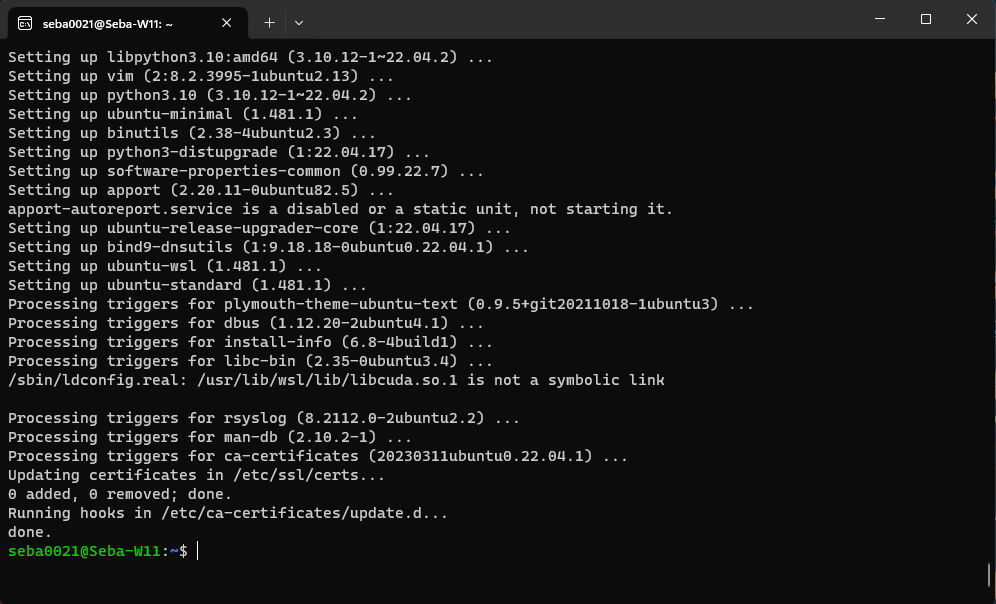 seba0021@Seba-W11: ~
Setting up libpython3.10:amd64 (3.10.12-1~22.04.2) ...
Setting up vim (2:8.2.3995-1ubuntu2.13) ...
Setting up python3.10 (3.10.12-1~22.04.2) ...
Setting up ubuntu-minimal (1.481.1) ...
Setting up binutils (2.38-4ubuntu2.3) ...
Setting up python3-distupgrade (1:22.04.17) ...
Setting up software-properties-common (0.99.22.7) ...
Setting up apport (2.20.11-0ubuntu82.5) ...
apport-autoreport.service is a disabled or a static unit, not starting it.
Setting up ubuntu-release-upgrader-core (1:22.04.17) ...
Setting up bind9-dnsutils (1:9.18.18-0ubuntu0.22.04.1) ...
Setting up ubuntu-wsl (1.481.1) ...
Setting up ubuntu-standard (1.481.1) ...
Processing triggers for plymouth-theme-ubuntu-text (0.9.5+git20211018-1ubuntu3) ...
Processing triggers for dbus (1.12.20-2ubuntu4.1) ...
Processing triggers for install-info (6.8-4build1) ...
Processing triggers for libc-bin (2.35-0ubuntu3.4) ...
/sbin/ldconfig.real: /usr/lib/wsl/lib/libcuda.so.1 is not a symbolic link
Processing triggers for rsyslog (8.2112.0-2ubuntu2.2) ...
Processing triggers for man-db (2.10.2-1) ...
Processing triggers for ca-certificates (20230311ubuntu0.22.04.1) ...
Updating certificates in /etc/ssl/certs...
0 added, 0 removed; done.
Running hooks in /etc/ca-certificates/update.d...
done.
seba0021@Seba-W11:~$